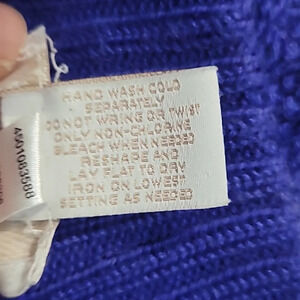 HAND WASH COLD
SEPARATELY
DO NOT WRING OR TWIST
ONLY NON-CHLORINE
BLEACH WHEN NEEDED
RESHAPE AND
LAY FLAT TO DRY
IRON ON LOWEST
SETTING AS NEEDED
4501083588